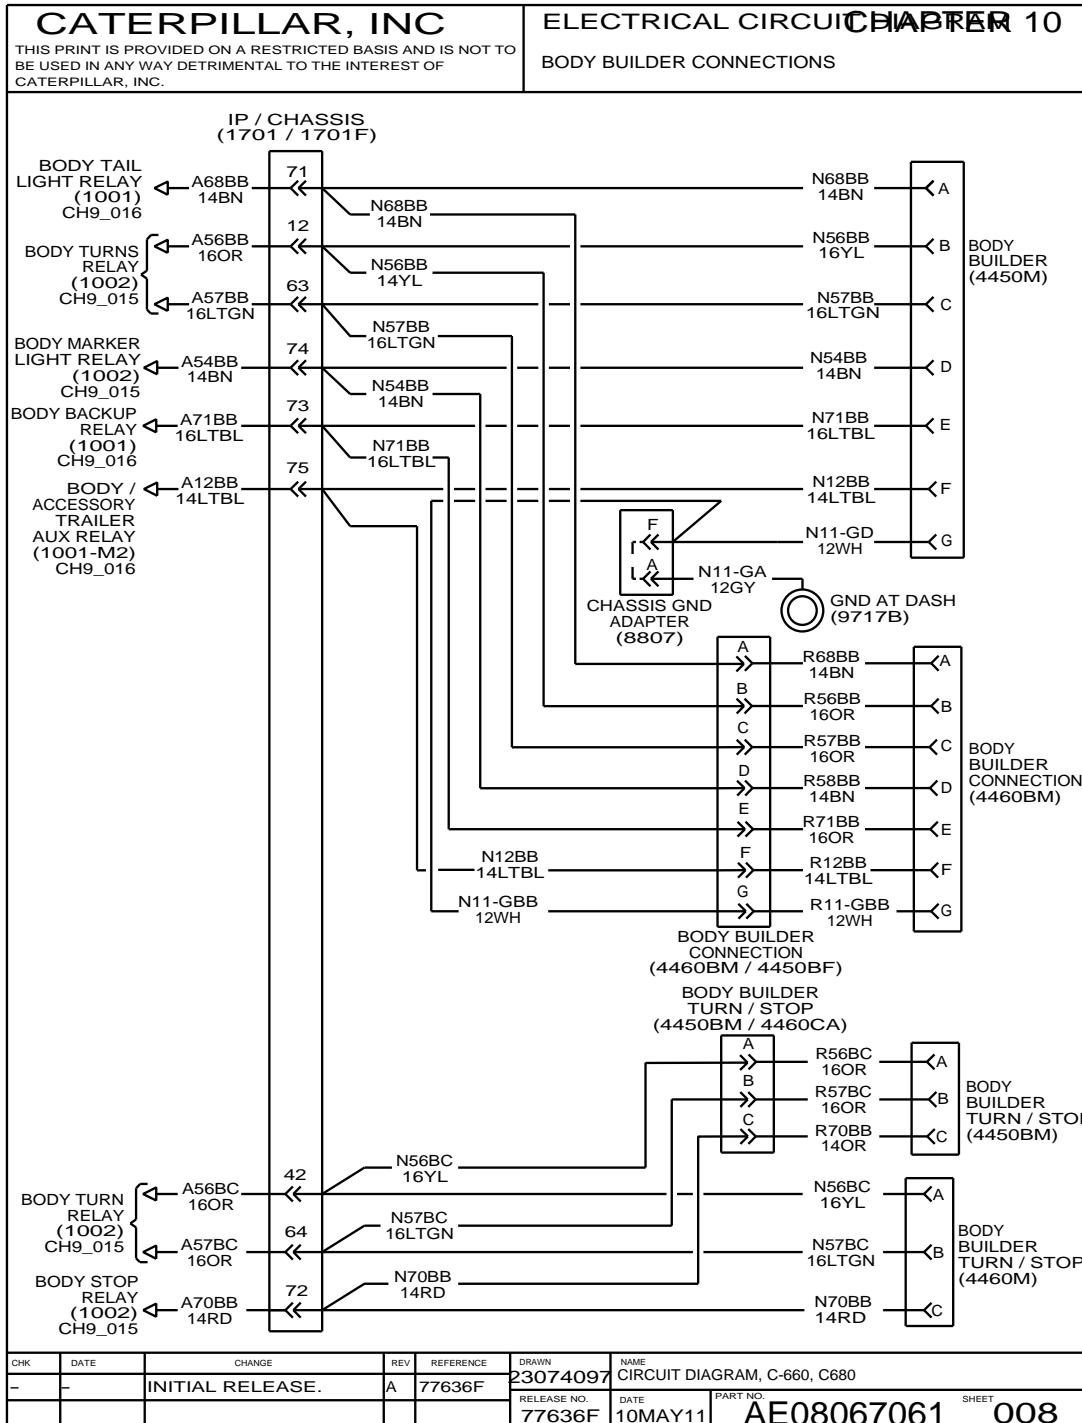 CATERPILLAR, INC
THIS PRINT IS PROVIDED ON A RESTRICTED BASIS AND IS NOT TO
BE USED IN ANY WAY DETRIMENTAL TO THE INTEREST OF
CATERPILLAR, INC.
ELECTRICAL CIRCUIT DIAGRAM
CHAPTER 10
BODY BUILDER CONNECTIONS
IP / CHASSIS
(1701 / 1701F)
BODY TAIL
LIGHT RELAY
(1001)
CH9_016
A68BB
14BN
71
N68BB
14BN
N68BB
14BN
A
BODY TURNS
RELAY
(1002)
CH9_015
A56BB
16OR
12
N56BB
14YL
N56BB
16YL
B
A57BB
16LTGN
63
N57BB
16LTGN
N57BB
16LTGN
C
BODY
BUILDER
(4450M)
BODY MARKER
LIGHT RELAY
(1002)
CH9_015
A54BB
14BN
74
N54BB
14BN
N54BB
14BN
D
BODY BACKUP
RELAY
(1001)
CH9_016
A71BB
16LTBL
73
N71BB
16LTBL
N71BB
16LTBL
E
BODY /
ACCESSORY
TRAILER
AUX RELAY
(1001-M2)
CH9_016
A12BB
14LTBL
75
N12BB
14LTBL
F
F
N11-GD
12WH
G
A
N11-GA
12GY
CHASSIS GND
ADAPTER
(8807)
GND AT DASH
(9717B)
A
R68BB
14BN
A
B
R56BB
16OR
B
C
R57BB
16OR
C
D
R58BB
14BN
D
E
R71BB
16OR
E
N12BB
14LTBL
F
R12BB
14LTBL
F
N11-GBB
12WH
G
R11-GBB
12WH
G
BODY
BUILDER
CONNECTION
(4460BM)
BODY BUILDER
CONNECTION
(4460BM / 4450BF)
BODY BUILDER
TURN / STOP
(4450BM / 4460CA)
A
R56BC
16OR
A
B
R57BC
16OR
B
C
R70BB
14OR
C
BODY
BUILDER
TURN / STOP
(4450BM)
BODY TURN
RELAY
(1002)
CH9_015
A56BC
16OR
42
N56BC
16YL
N56BC
16YL
A
A57BC
16OR
64
N57BC
16LTGN
N57BC
16LTGN
B
BODY
BUILDER
TURN / STOP
(4460M)
BODY STOP
RELAY
(1002)
CH9_015
A70BB
14RD
72
N70BB
14RD
N70BB
14RD
C
CHK DATE CHANGE REV REFERENCE
– – INITIAL RELEASE. A 77636F
DRAWN
23074097
NAME
CIRCUIT DIAGRAM, C-660, C680
RELEASE NO.
77636F
DATE
10MAY11
PART NO.
AE08067061
SHEET
008